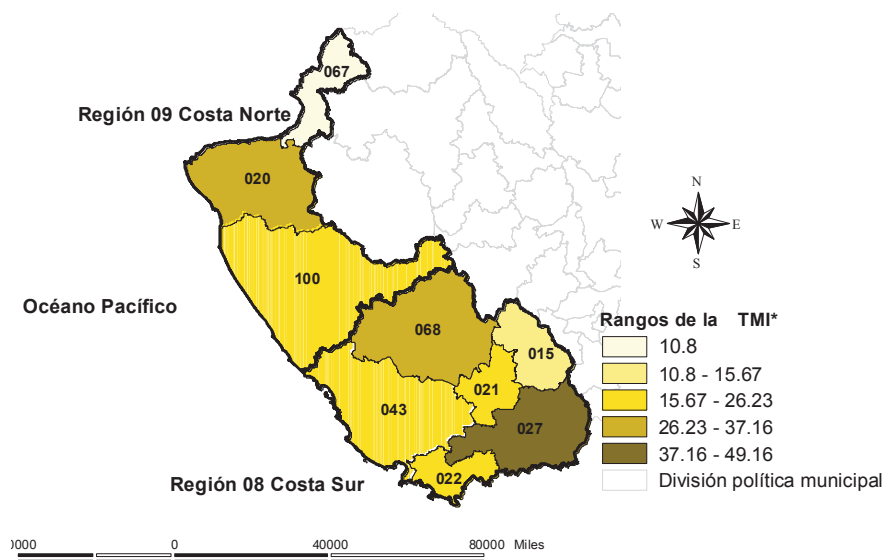 067
Región 09 Costa Norte
020
N
W E
S
100
Océano Pacífico
Rangos de la TMI*
068
015
10.8
10.8 - 15.67
021
15.67 - 26.23
043
027
26.23 - 37.16
37.16 - 49.16
022
Región 08 Costa Sur
División política municipal
0000 0 40000 80000 Miles